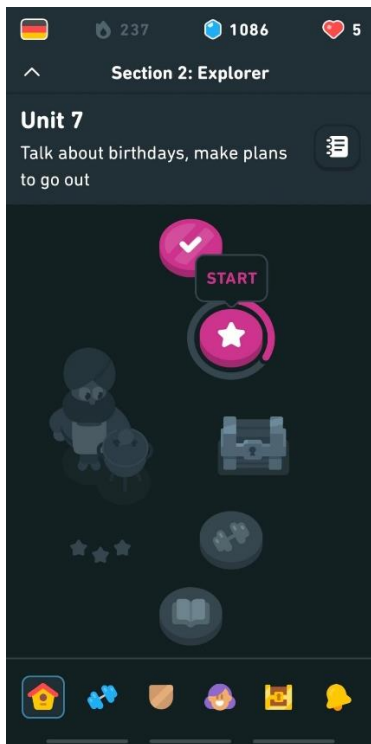 237 1086 5
Section 2: Explorer
Unit 7
Talk about birthdays, make plans
to go out
START